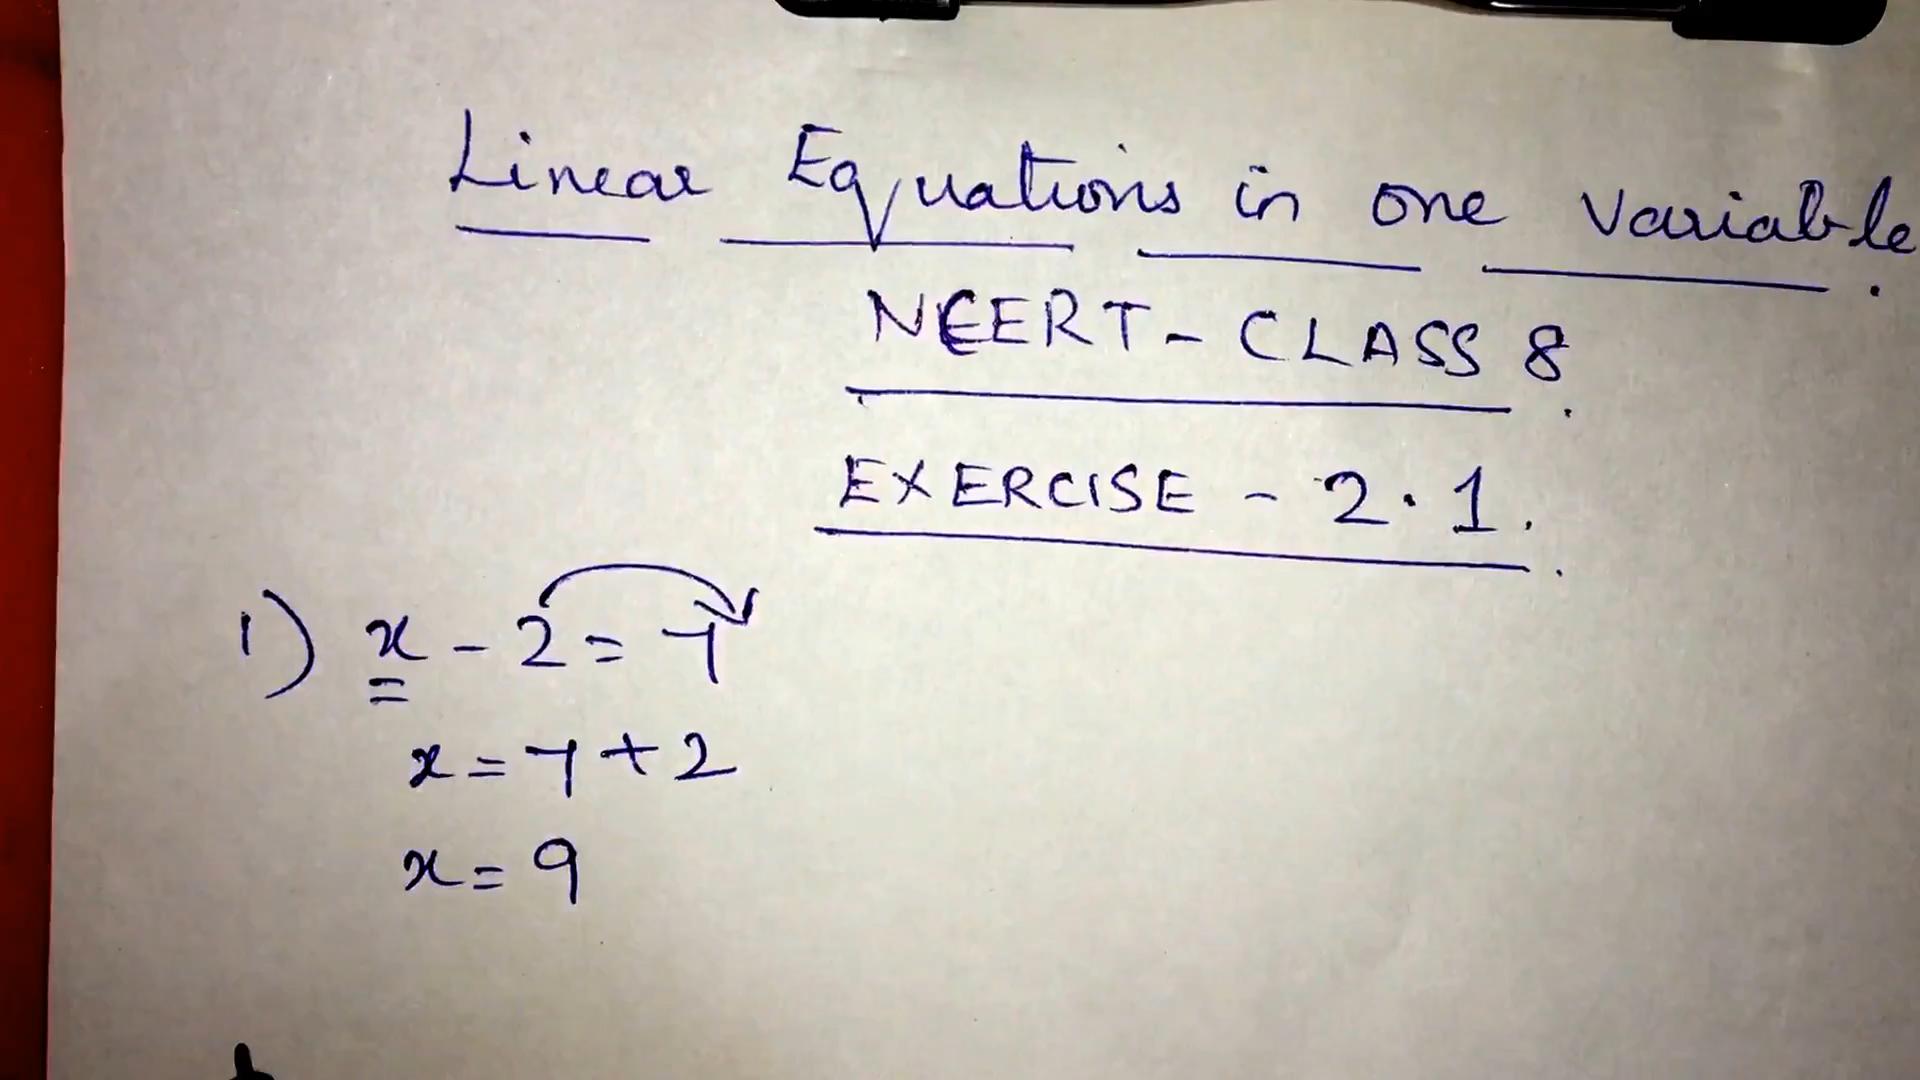 Linear Equations in one variable.
NCERT - CLASS 8.
EXERCISE - 2.1.
1) x - 2 = 7
x = 7 + 2
x = 9